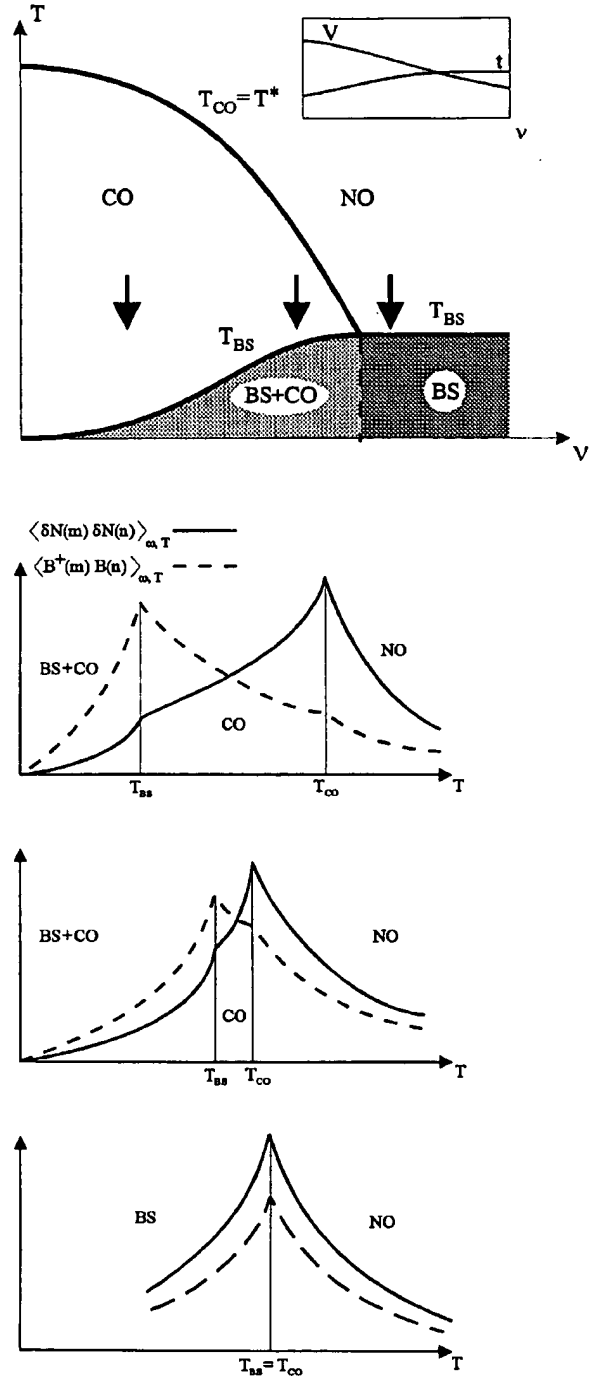 T
V
t
ν
T_CO = T*
CO
NO
T_BS
T_BS
BS+CO
BS
ν
⟨δN(m) δN(n)⟩_ω,T
⟨B⁺(m) B(n)⟩_ω,T
BS+CO
NO
CO
T_BS
T_CO
T
BS+CO
NO
CO
T_BS
T_CO
T
BS
NO
T_BS = T_CO
T